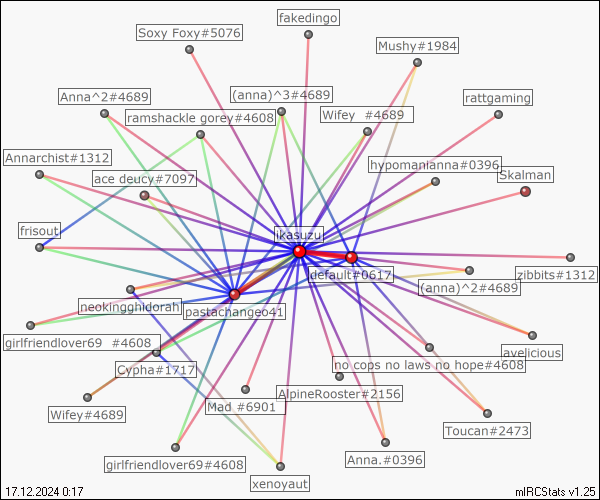 fakedingo
Soxy Foxy#5076
Mushy#1984
Anna^2#4689
(anna)^3#4689
rattgaming
ramshackle gorey#4608
Wifey #4689
Annarchist#1312
hypomanianna#0396
ace deucy#7097
Skalman
frisout
ikasuzu
default#0617
zibbits#1312
(anna)^2#4689
neokingghidorah
pastachangeo41
girlfriendlover69 #4608
avelicious
Cypha#1717
no cops no laws no hope#4608
AlpineRooster#2156
Mad #6901
Wifey#4689
Toucan#2473
girlfriendlover69#4608
Anna.#0396
xenoyaut
17.12.2024 0:17
mIRCStats v1.25